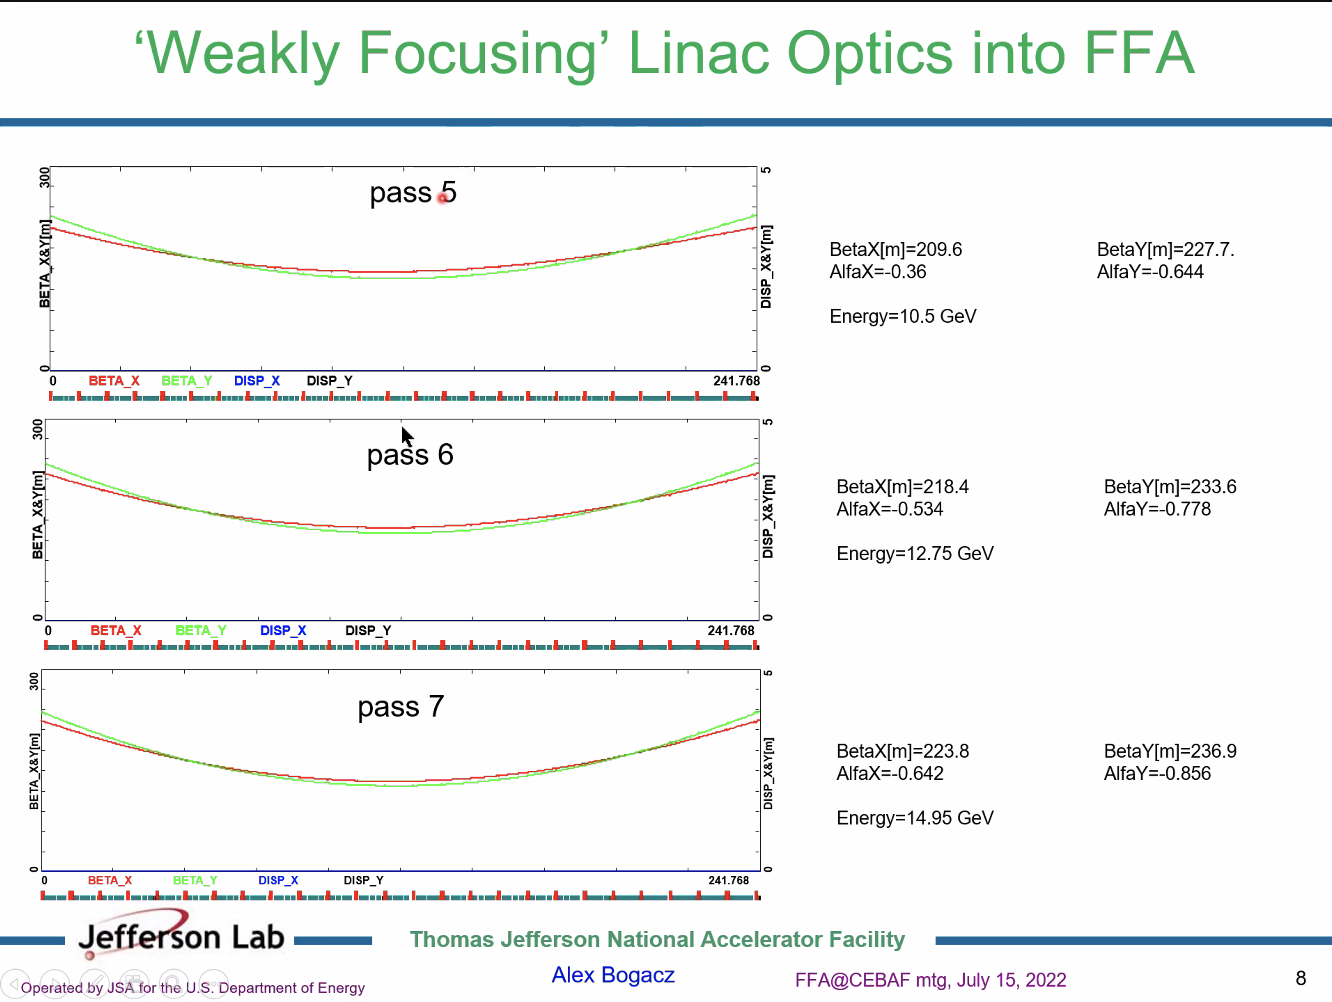 ‘Weakly Focusing’ Linac Optics into FFA
300
BETA_X&Y[m]
0
pass 5
5
DISP_X&Y[m]
0
0 BETA_X BETA_Y DISP_X DISP_Y 241.768
BetaX[m]=209.6 BetaY[m]=227.7.
AlfaX=-0.36 AlfaY=-0.644
Energy=10.5 GeV
300
BETA_X&Y[m]
0
pass 6
5
DISP_X&Y[m]
0
0 BETA_X BETA_Y DISP_X DISP_Y 241.768
BetaX[m]=218.4 BetaY[m]=233.6
AlfaX=-0.534 AlfaY=-0.778
Energy=12.75 GeV
300
BETA_X&Y[m]
0
pass 7
5
DISP_X&Y[m]
0
0 BETA_X BETA_Y DISP_X DISP_Y 241.768
BetaX[m]=223.8 BetaY[m]=236.9
AlfaX=-0.642 AlfaY=-0.856
Energy=14.95 GeV
Jefferson Lab
Thomas Jefferson National Accelerator Facility
Operated by JSA for the U.S. Department of Energy
Alex Bogacz
FFA@CEBAF mtg, July 15, 2022
8